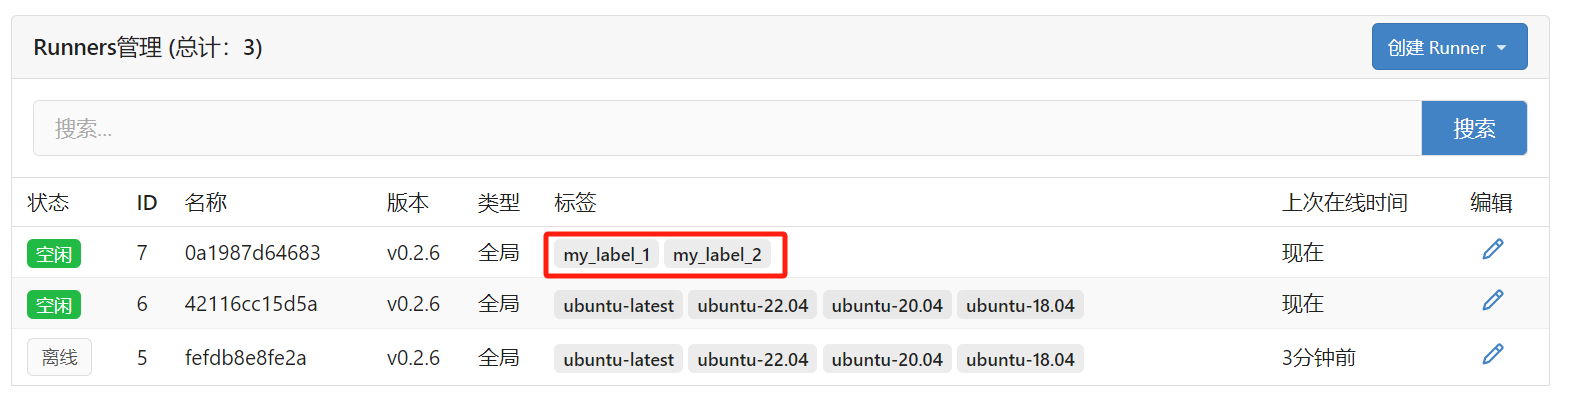 Runners管理 (总计：3)
创建 Runner
搜索...
搜索
状态 ID 名称 版本 类型 标签 上次在线时间 编辑
空闲 7 0a1987d64683 v0.2.6 全局 my_label_1 my_label_2 现在
空闲 6 42116cc15d5a v0.2.6 全局 ubuntu-latest ubuntu-22.04 ubuntu-20.04 ubuntu-18.04 现在
离线 5 fefdb8e8fe2a v0.2.6 全局 ubuntu-latest ubuntu-22.04 ubuntu-20.04 ubuntu-18.04 3分钟前